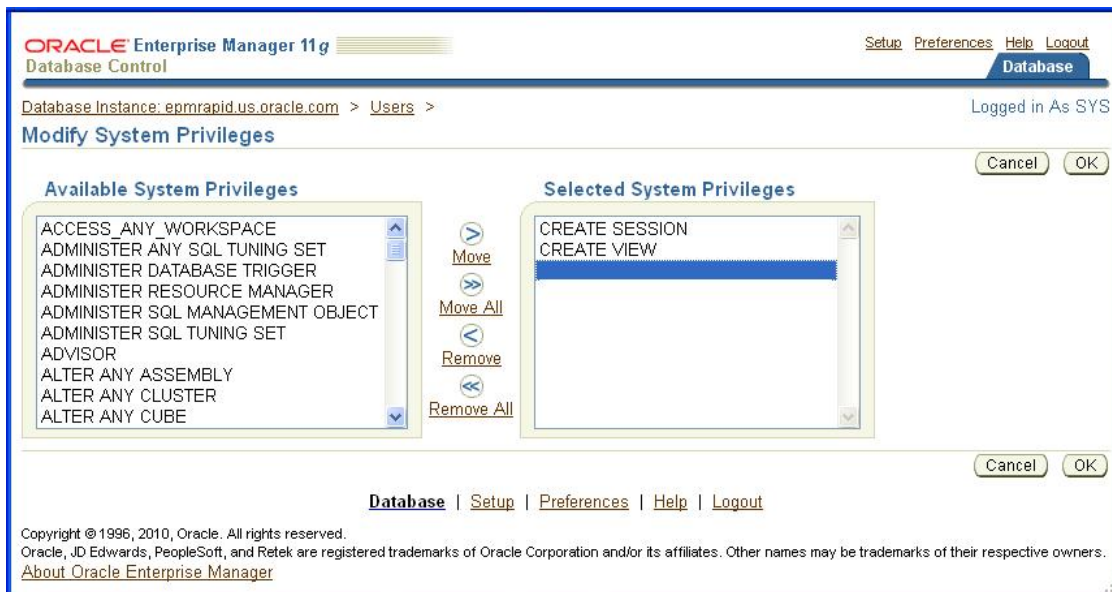 ORACLE Enterprise Manager 11g
Database Control
Setup Preferences Help Logout
Database
Database Instance: epmrapid.us.oracle.com > Users >
Logged in As SYS
Modify System Privileges
Cancel OK
Available System Privileges
ACCESS_ANY_WORKSPACE
ADMINISTER ANY SQL TUNING SET
ADMINISTER DATABASE TRIGGER
ADMINISTER RESOURCE MANAGER
ADMINISTER SQL MANAGEMENT OBJECT
ADMINISTER SQL TUNING SET
ADVISOR
ALTER ANY ASSEMBLY
ALTER ANY CLUSTER
ALTER ANY CUBE
Move
Move All
Remove
Remove All
Selected System Privileges
CREATE SESSION
CREATE VIEW
Cancel OK
Database | Setup | Preferences | Help | Logout
Copyright © 1996, 2010, Oracle. All rights reserved.
Oracle, JD Edwards, PeopleSoft, and Retek are registered trademarks of Oracle Corporation and/or its affiliates. Other names may be trademarks of their respective owners.
About Oracle Enterprise Manager